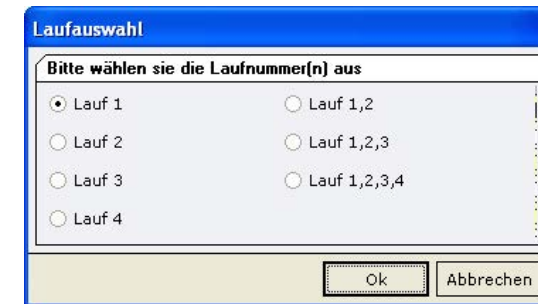 Laufauswahl
Bitte wählen sie die Laufnummer(n) aus
Lauf 1
Lauf 2
Lauf 3
Lauf 4
Lauf 1,2
Lauf 1,2,3
Lauf 1,2,3,4
Ok
Abbrechen